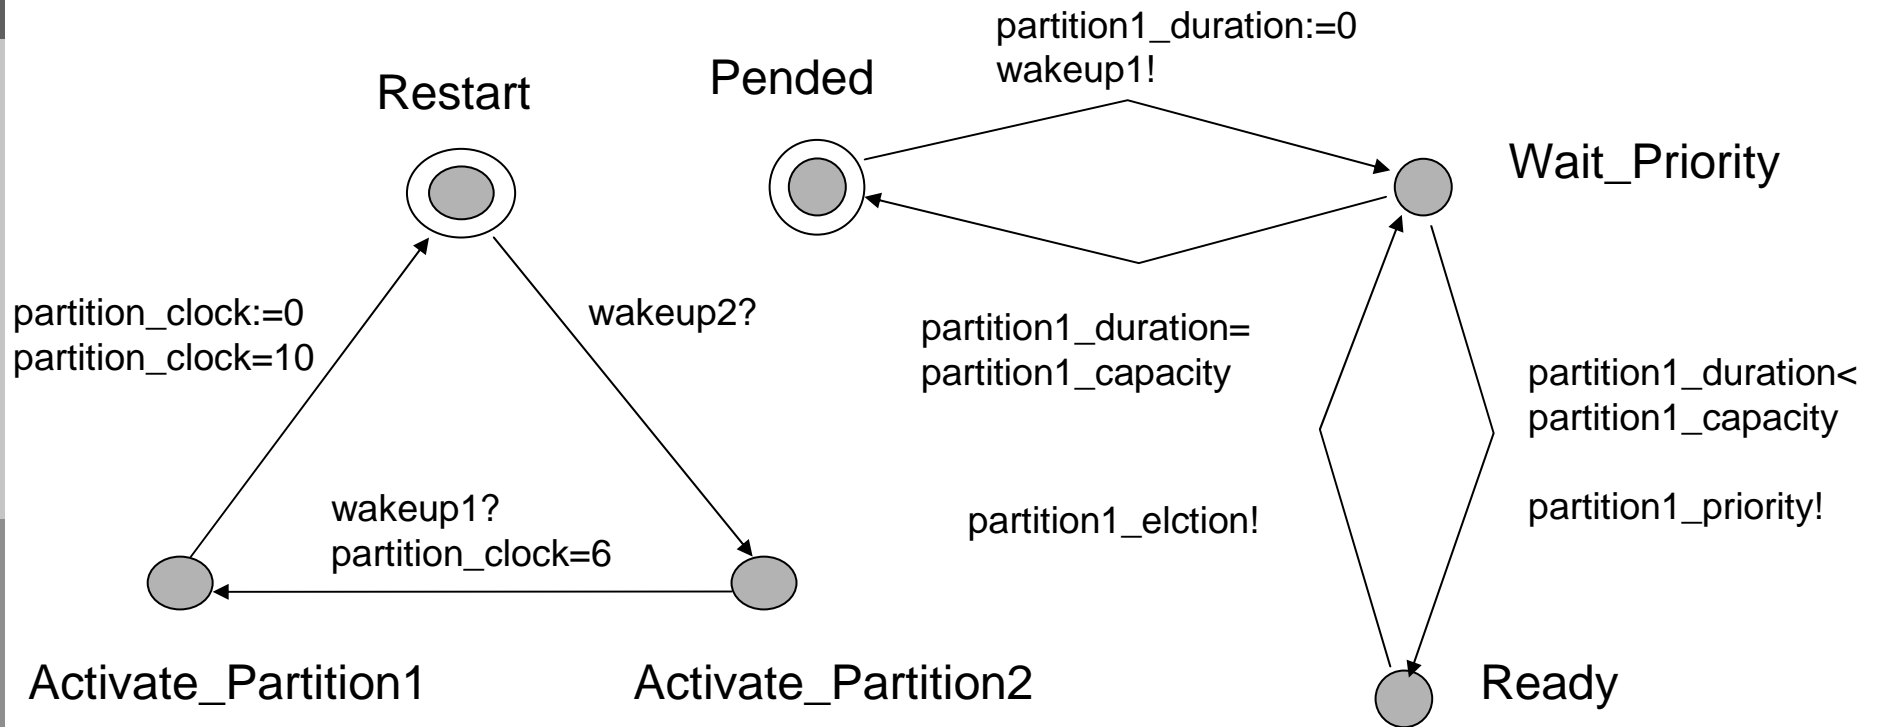 partition1_duration:=0
wakeup1!
Restart
Pended
Wait_Priority
partition_clock:=0
partition_clock=10
wakeup2?
partition1_duration=
partition1_capacity
partition1_duration<
partition1_capacity
wakeup1?
partition_clock=6
partition1_elction!
partition1_priority!
Activate_Partition1
Activate_Partition2
Ready